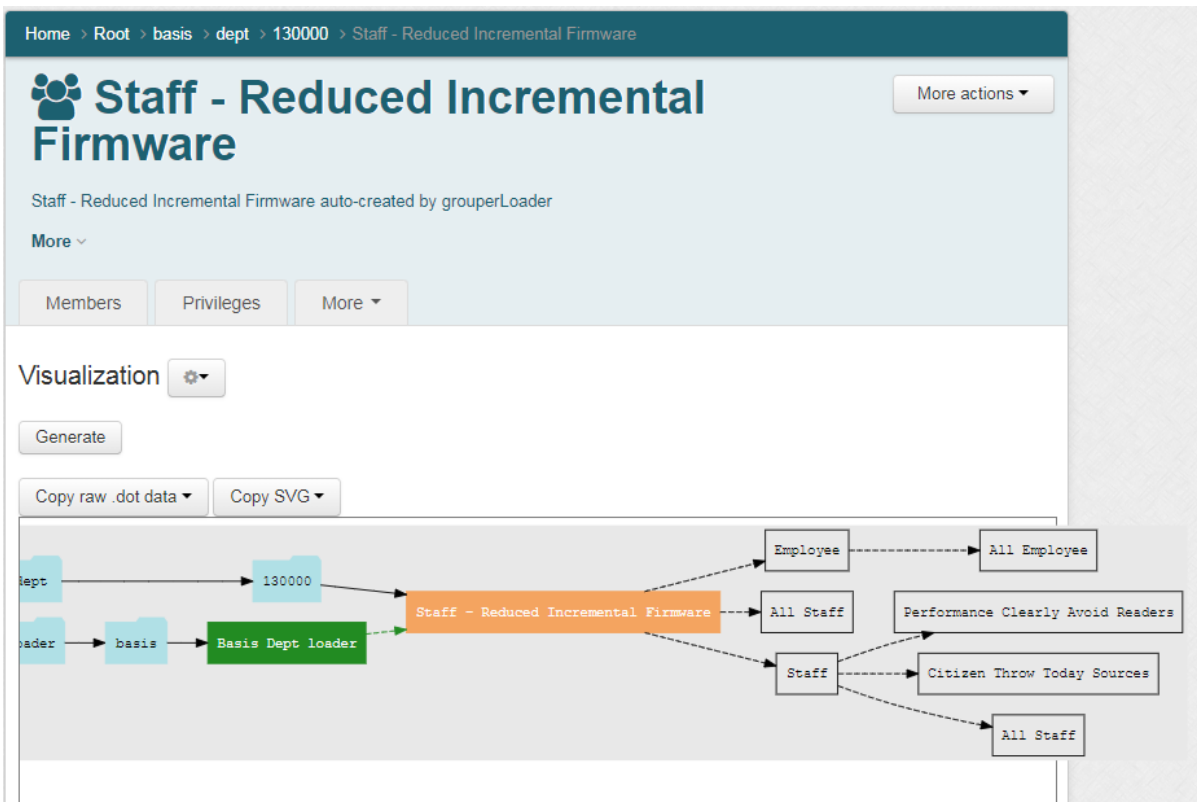 Home > Root > basis > dept > 130000 > Staff - Reduced Incremental Firmware
Staff - Reduced Incremental
Firmware
More actions
Staff - Reduced Incremental Firmware auto-created by grouperLoader
More
Members Privileges More
Visualization
Generate
Copy raw .dot data Copy SVG
Employee All Employee
130000
Staff - Reduced Incremental Firmware All Staff Performance Clearly Avoid Readers
basis Basis Dept loader
Staff Citizen Throw Today Sources
All Staff